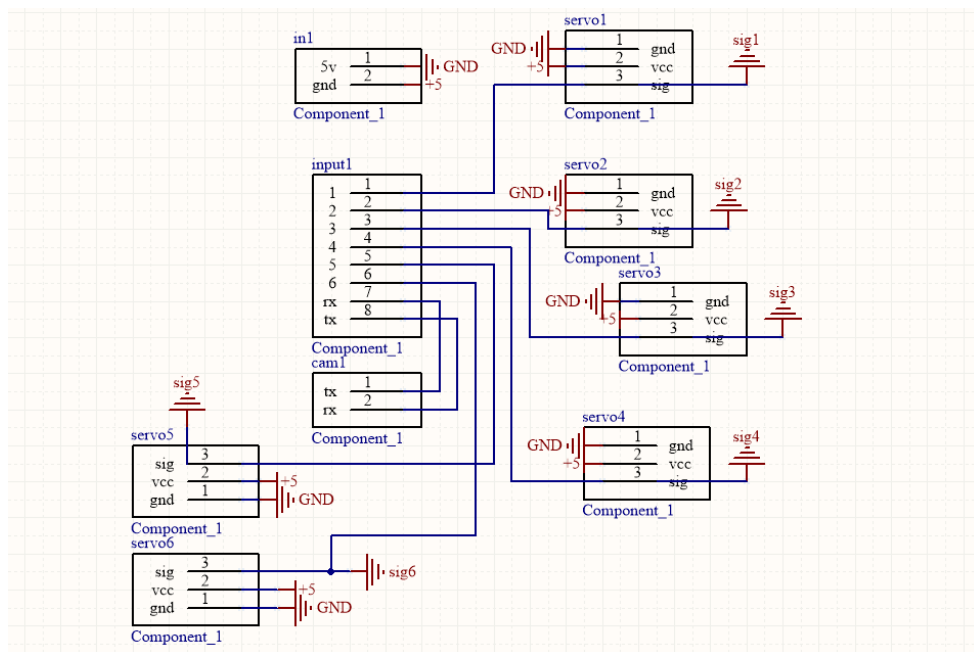 in1
1
5v
2
gnd
GND
+5
Component_1
servo1
1
gnd
2
vcc
3
sig
GND
+5
sig1
Component_1
input1
1 1
2 2
3 3
4 4
5 5
6 6
rx 7
tx 8
Component_1
servo2
1
gnd
2
vcc
3
sig
GND
+5
sig2
Component_1
servo3
1
gnd
2
vcc
3
sig
GND
+5
sig3
Component_1
cam1
tx 1
rx 2
Component_1
servo4
1
gnd
2
vcc
3
sig
GND
+5
sig4
Component_1
sig5
servo5
sig 3
vcc 2
gnd 1
+5
GND
Component_1
servo6
sig 3
vcc 2
gnd 1
sig6
+5
GND
Component_1